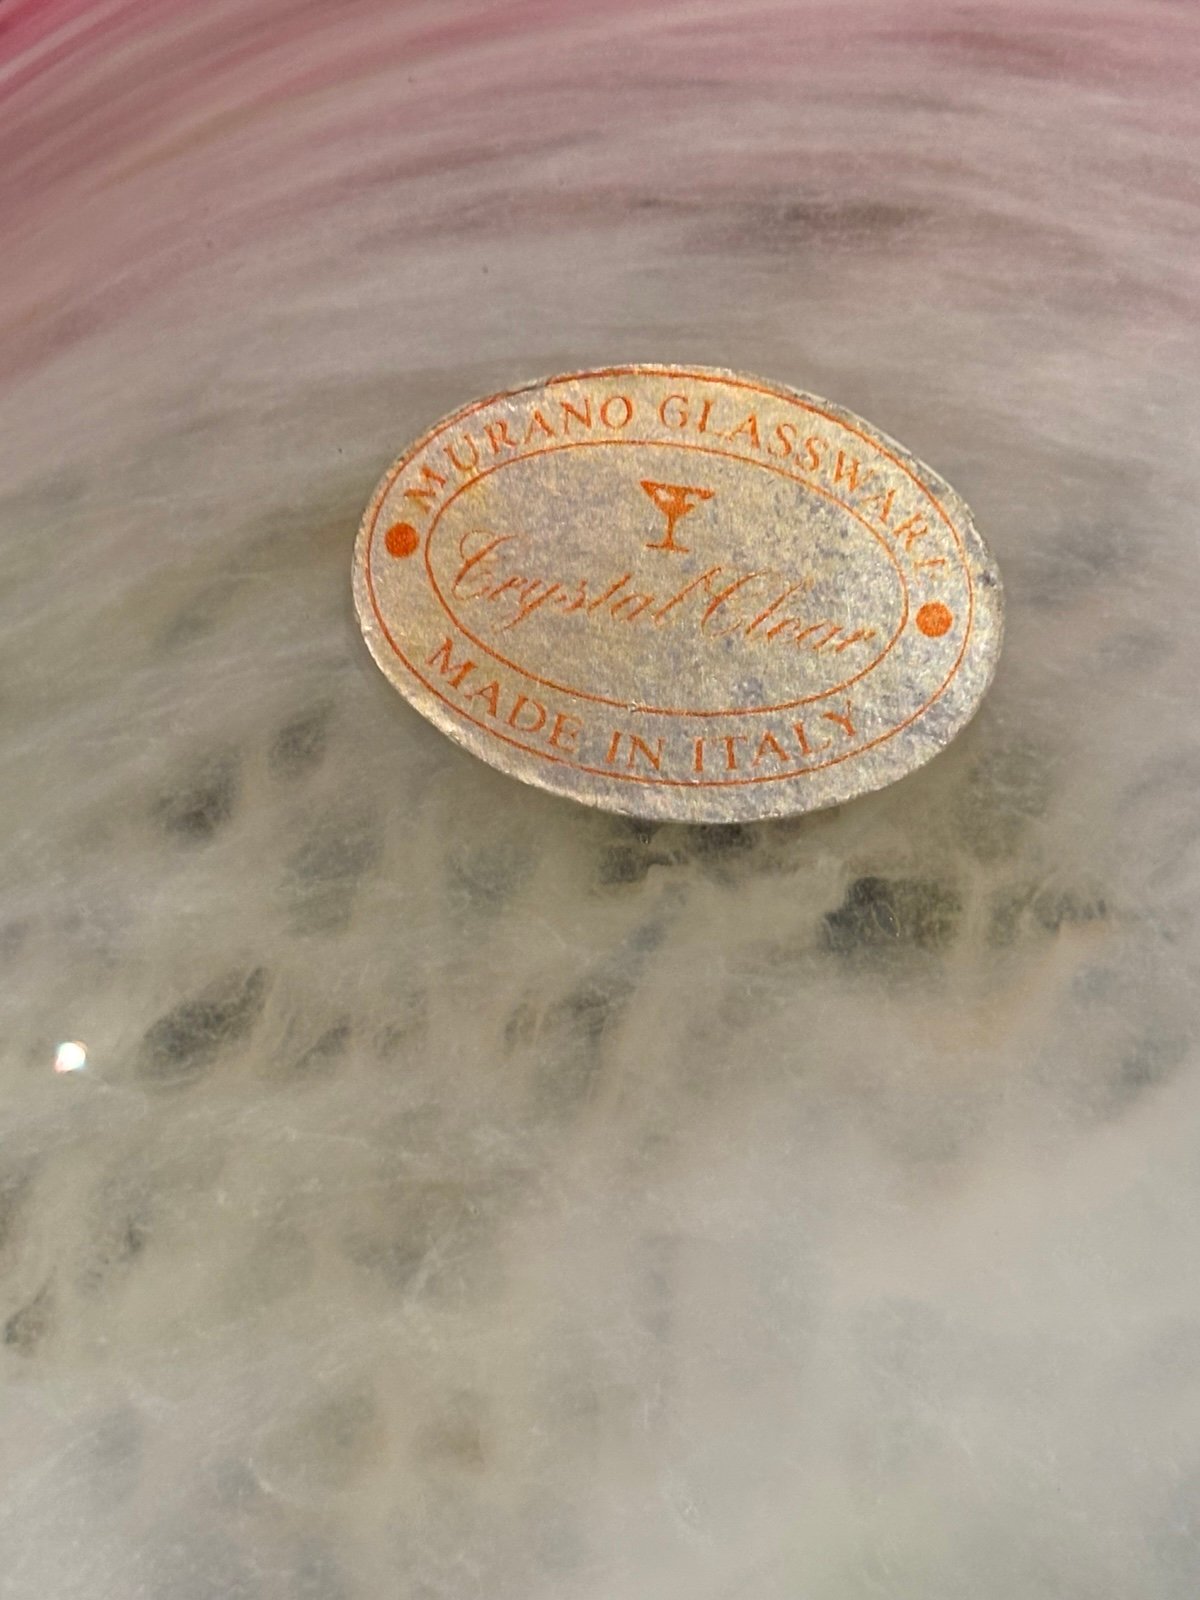 MURANO GLASSWARE
Crystal Clear
MADE IN ITALY